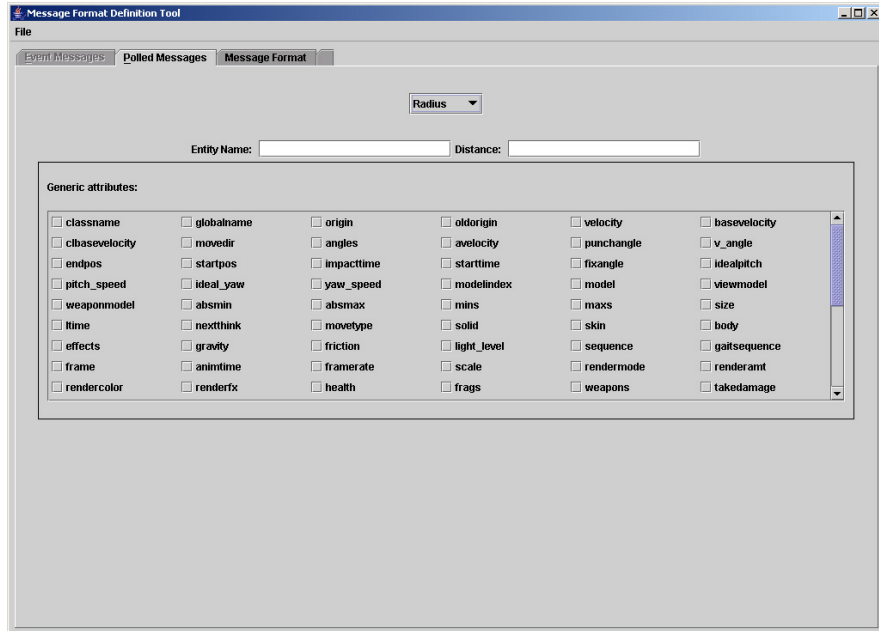 Message Format Definition Tool
File
Event Messages Polled Messages Message Format
Radius
Entity Name: Distance:
Generic attributes:
classname globalname origin oldorigin velocity basevelocity
clbasevelocity movedir angles avelocity punchangle v_angle
endpos startpos impacttime starttime fixangle idealpitch
pitch_speed ideal_yaw yaw_speed modelindex model viewmodel
weaponmodel absmin absmax mins maxs size
ltime nextthink movetype solid skin body
effects gravity friction light_level sequence gaitsequence
frame animtime framerate scale rendermode renderamt
rendercolor renderfx health frags weapons takedamage